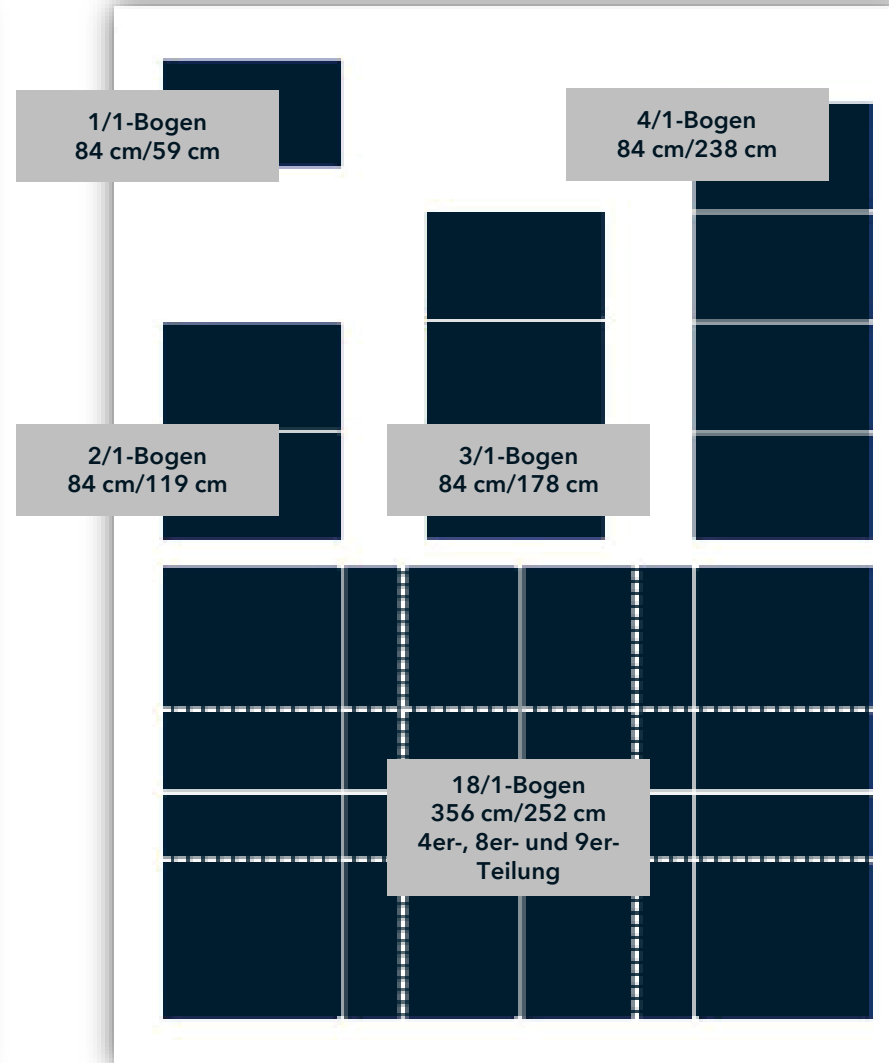 1/1-Bogen
84 cm/59 cm
4/1-Bogen
84 cm/238 cm
2/1-Bogen
84 cm/119 cm
3/1-Bogen
84 cm/178 cm
18/1-Bogen
356 cm/252 cm
4er-, 8er- und 9er-
Teilung